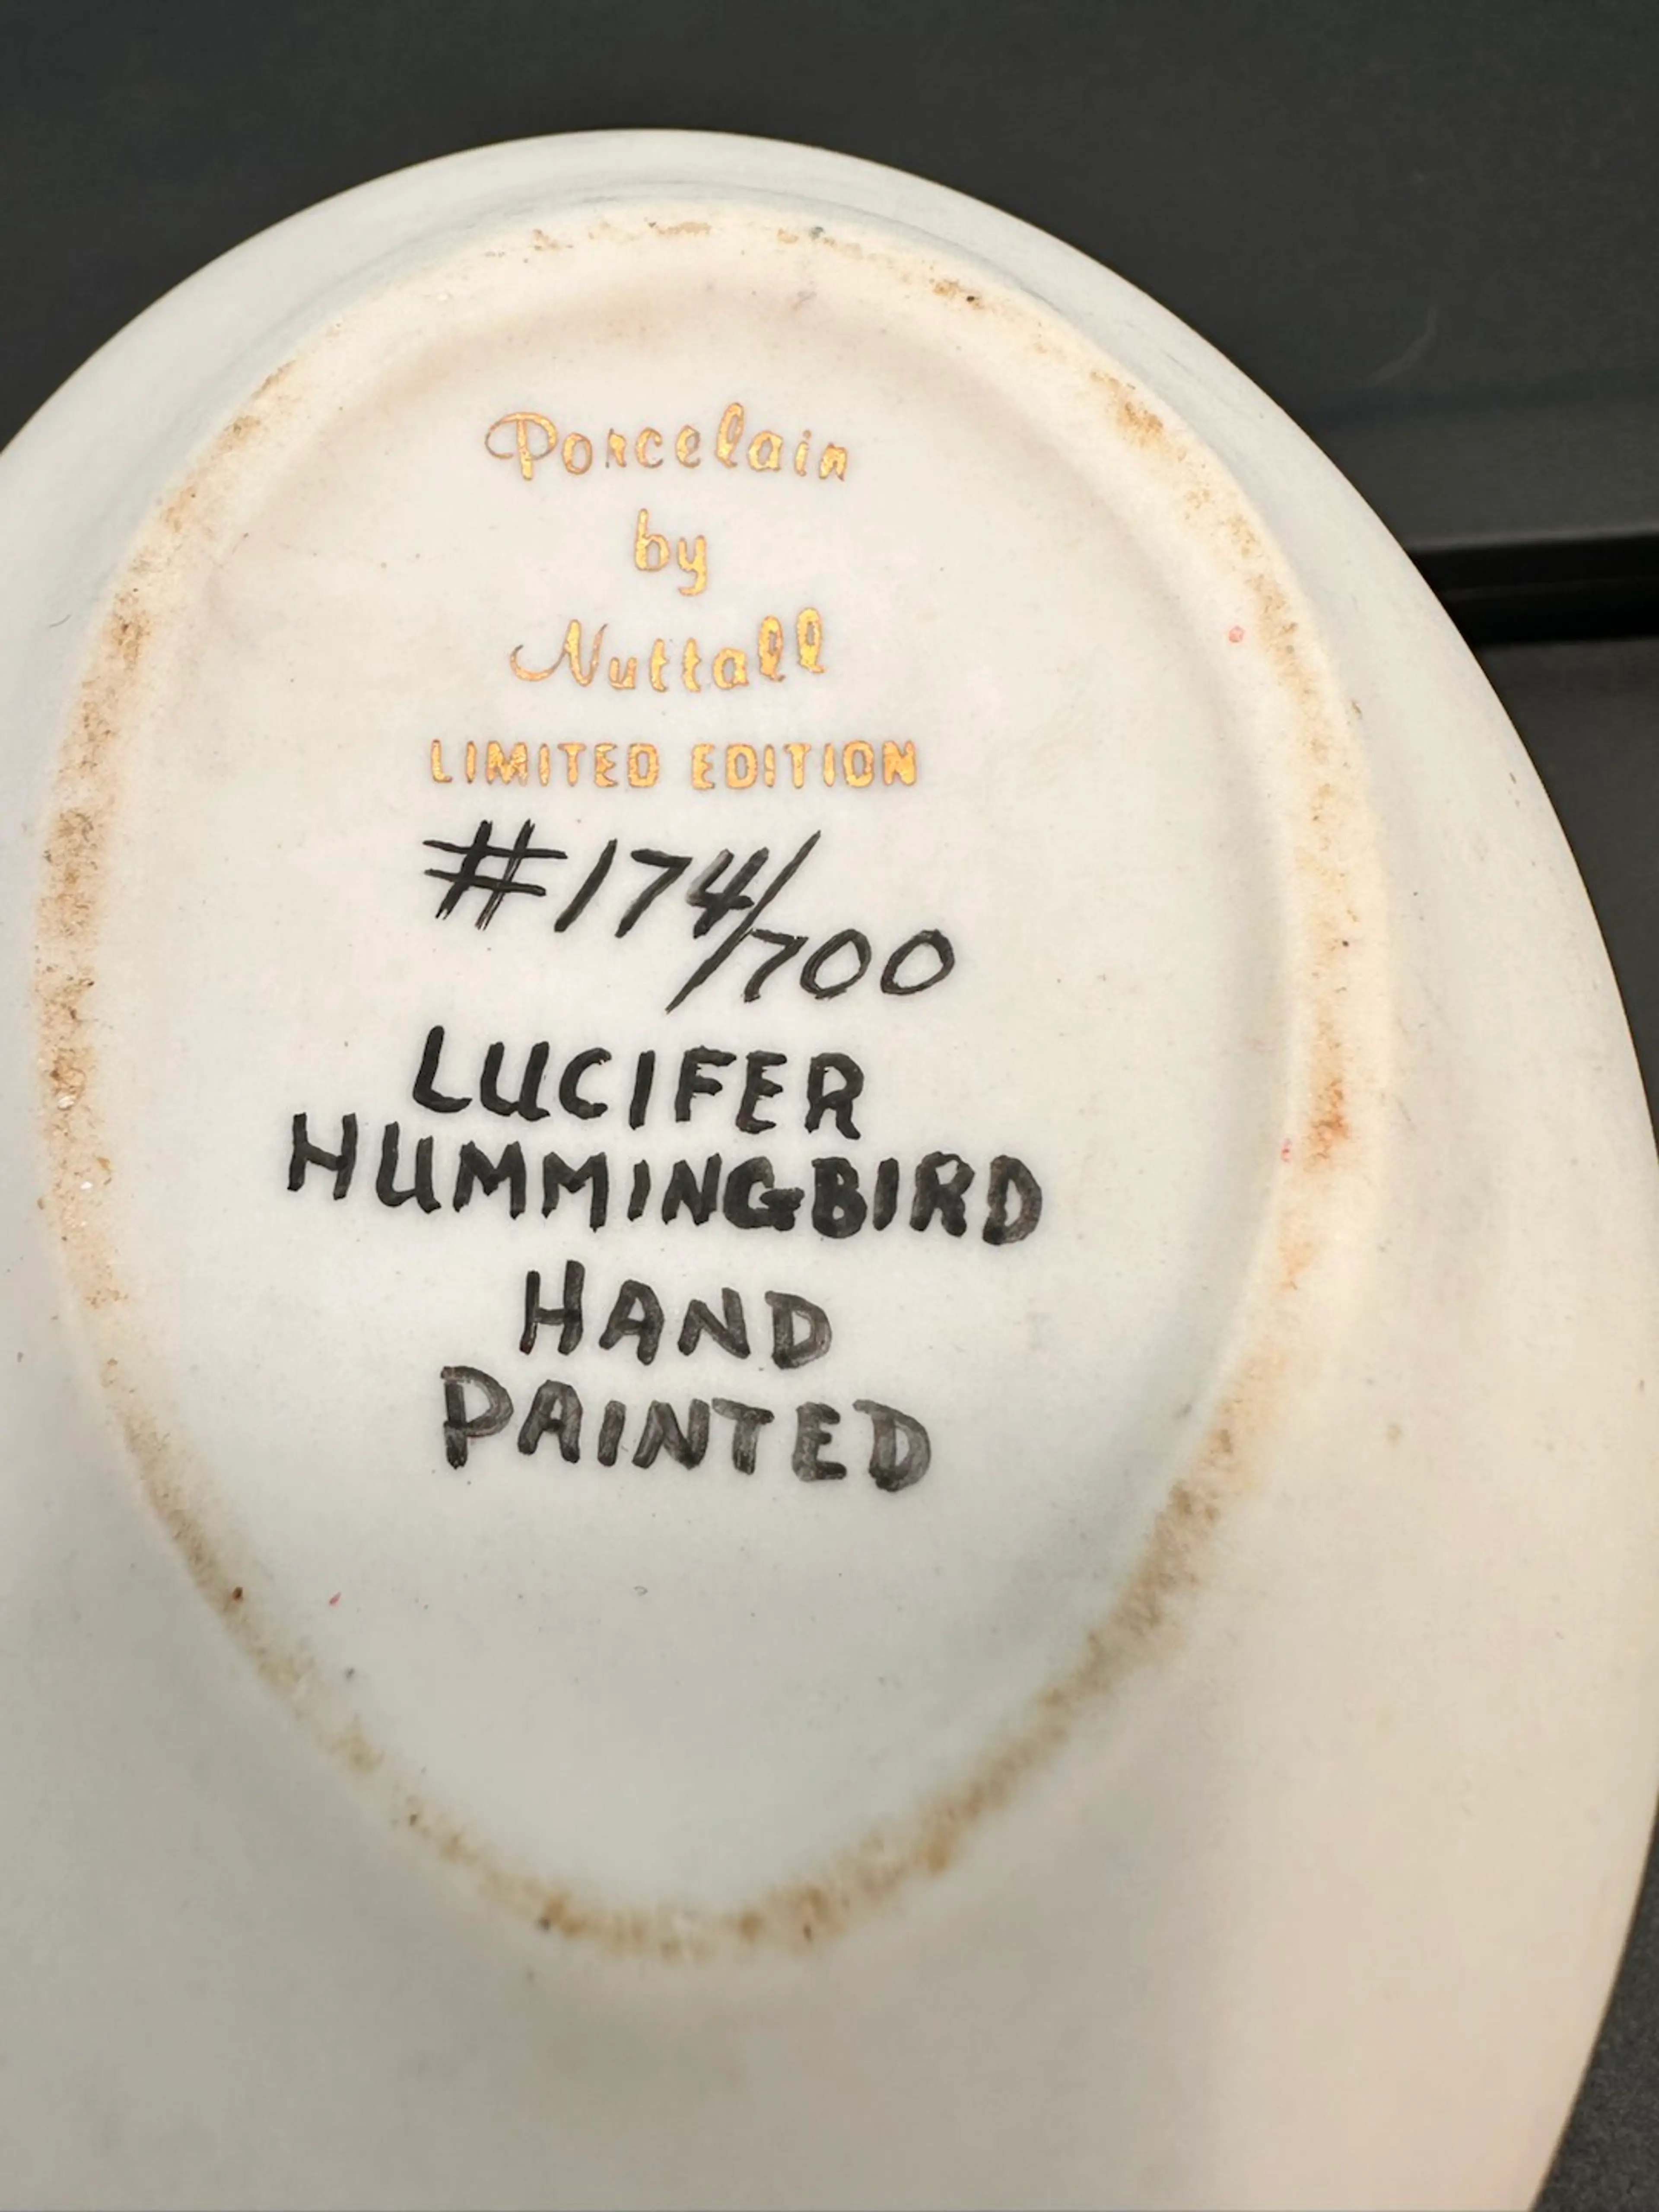 Porcelain
by
Nuttall
LIMITED EDITION
#174/700
LUCIFER
HUMMINGBIRD
HAND
PAINTED